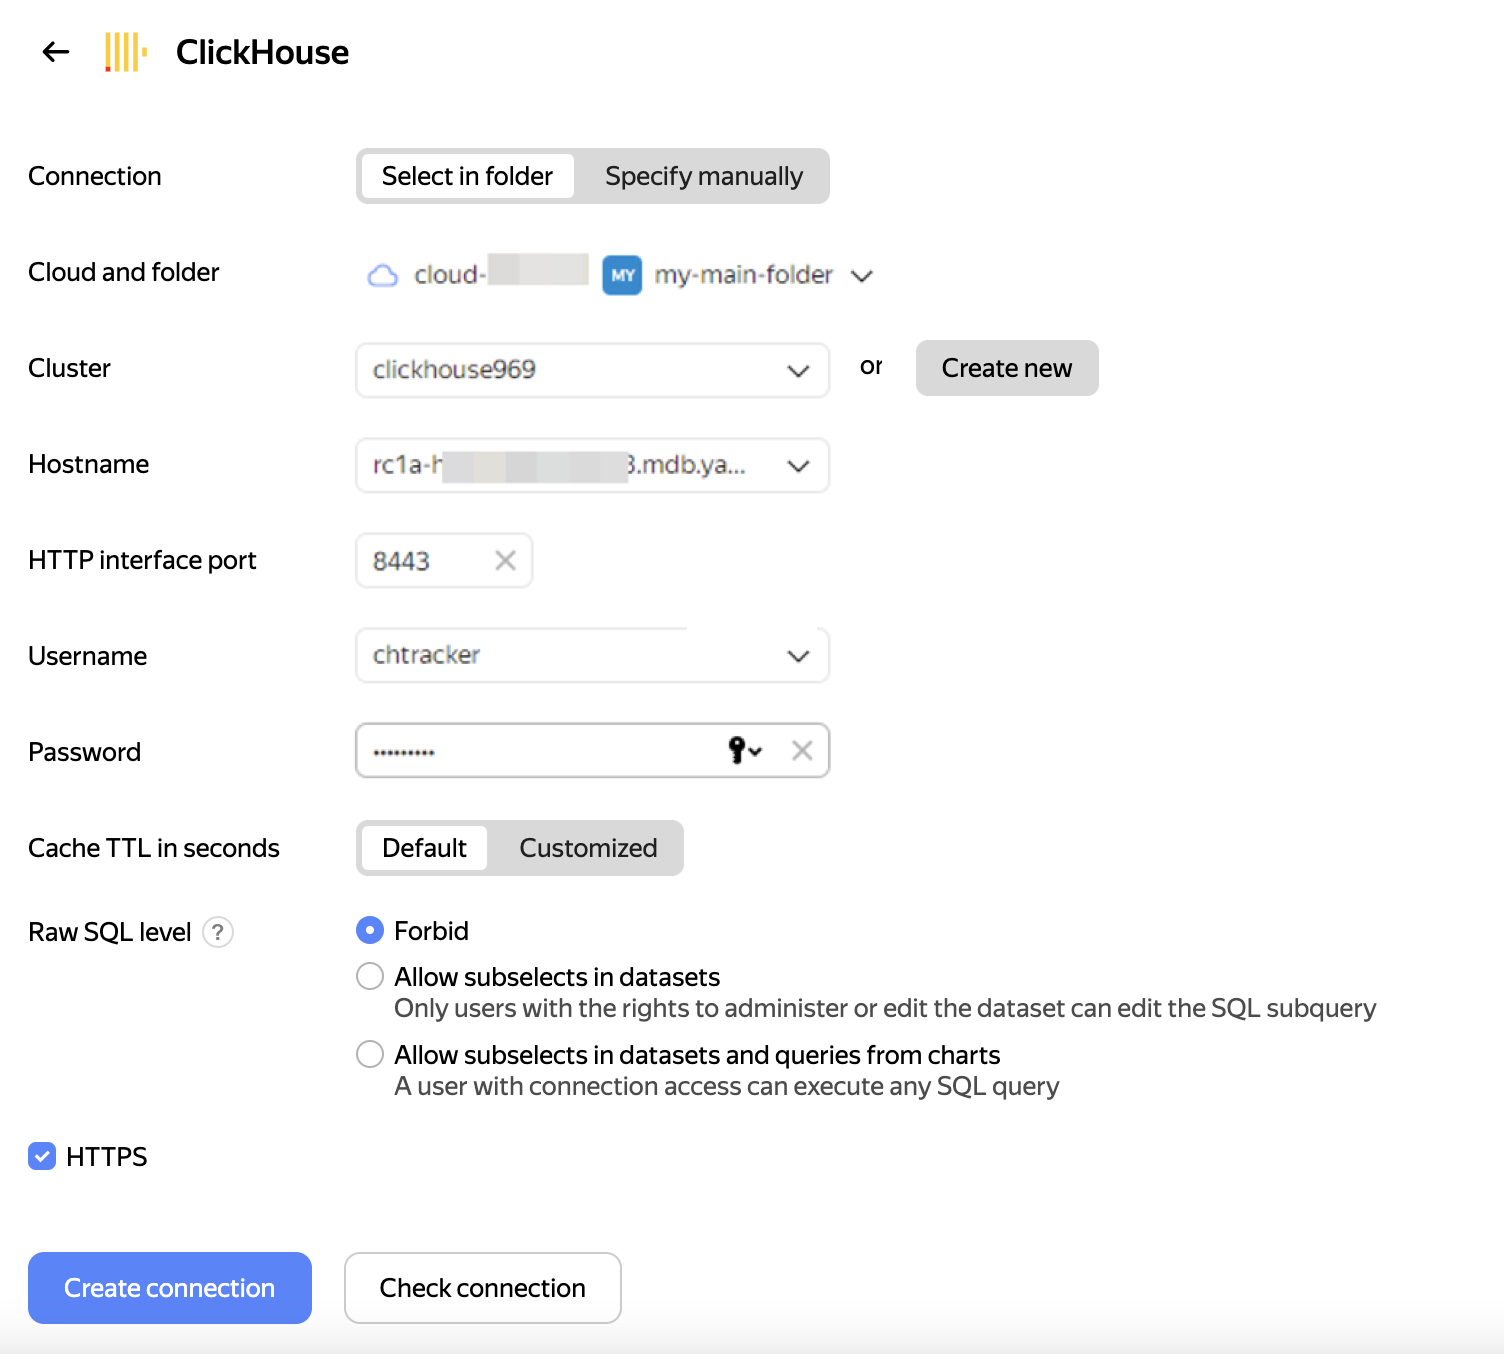 ClickHouse
Connection Select in folder Specify manually
Cloud and folder cloud- MY my-main-folder
Cluster clickhouse969 or Create new
Hostname rc1a- .mdb.ya...
HTTP interface port 8443
Username chtracker
Password •••••••••
Cache TTL in seconds Default Customized
Raw SQL level ? Forbid
Allow subselects in datasets
Only users with the rights to administer or edit the dataset can edit the SQL subquery
Allow subselects in datasets and queries from charts
A user with connection access can execute any SQL query
HTTPS
Create connection Check connection